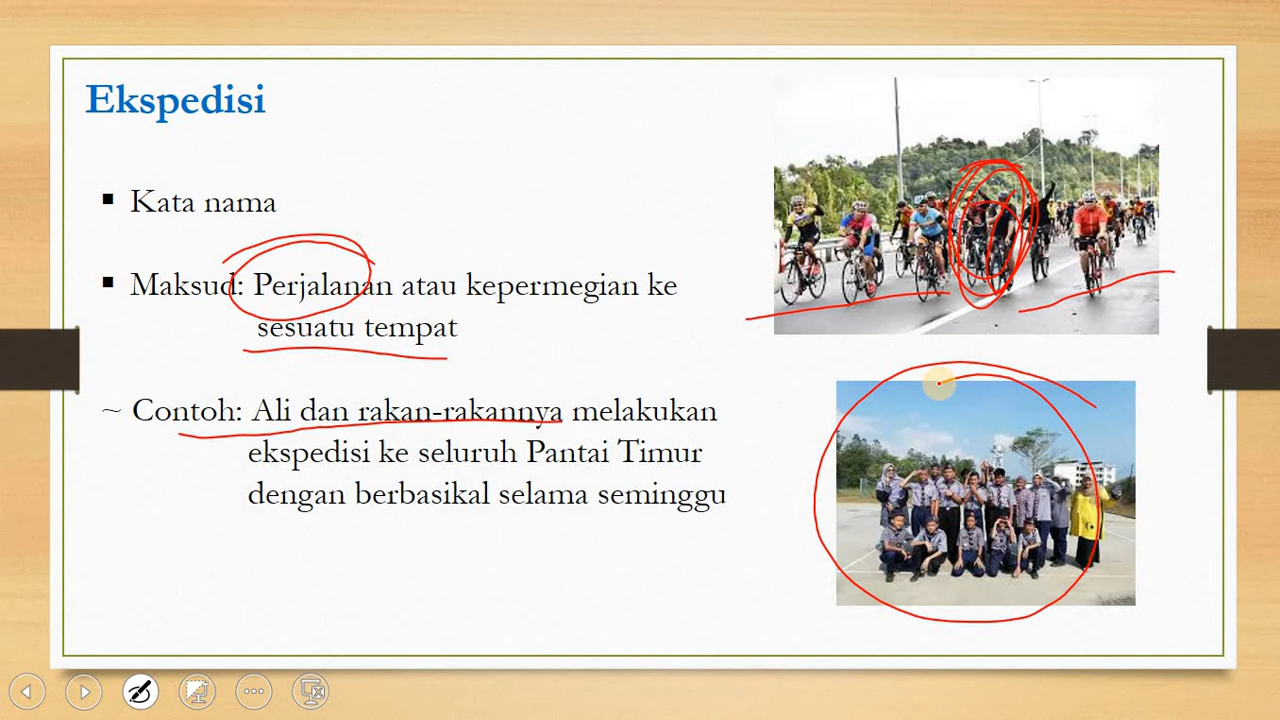 Ekspedisi
▪ Kata nama
▪ Maksud: Perjalanan atau kepermegian ke
sesuatu tempat
~ Contoh: Ali dan rakan-rakannya melakukan
ekspedisi ke seluruh Pantai Timur
dengan berbasikal selama seminggu